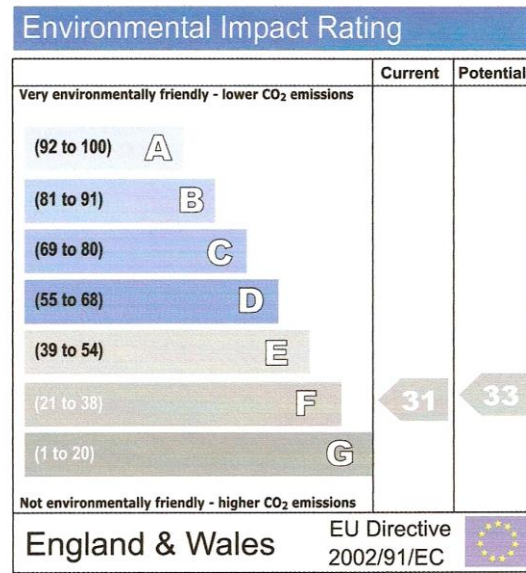 Environmental Impact Rating
Current Potential
Very environmentally friendly - lower CO₂ emissions
(92 to 100) A
(81 to 91) B
(69 to 80) C
(55 to 68) D
(39 to 54) E
(21 to 38) F 31 33
(1 to 20) G
Not environmentally friendly - higher CO₂ emissions
England & Wales
EU Directive
2002/91/EC